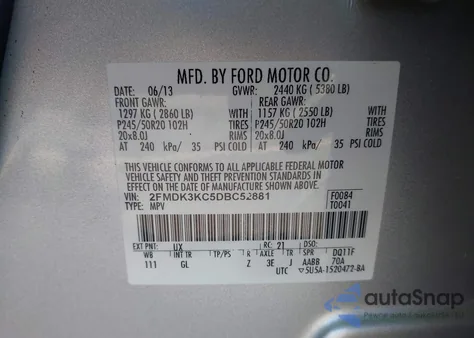 MFD. BY FORD MOTOR CO.
DATE: 06/13 GVWR: 2440 KG ( 5380 LB)
FRONT GAWR: REAR GAWR:
1297 KG ( 2860 LB) WITH 1157 KG ( 2550 LB) WITH
P245/50R20 102H TIRES P245/50R20 102H TIRES
20x8.0J RIMS 20x8.0J RIMS
AT 240 kPa/ 35 PSI COLD AT 240 kPa/ 35 PSI COLD
THIS VEHICLE CONFORMS TO ALL APPLICABLE FEDERAL MOTOR
VEHICLE SAFETY AND THEFT PREVENTION STANDARDS IN
EFFECT ON THE DATE OF MANUFACTURE SHOWN ABOVE.
VIN: 2FMDK3KC5DBC52881 F0084
TYPE: MPV T0041
EXT PNT: UX RC: 21 DSO:
WB INT TR TP/PS R AXLE TR SPR DQ11F
111 GL Z 3E J AABB 70A
UTC 5U5A-1520472-BA
autoSnap